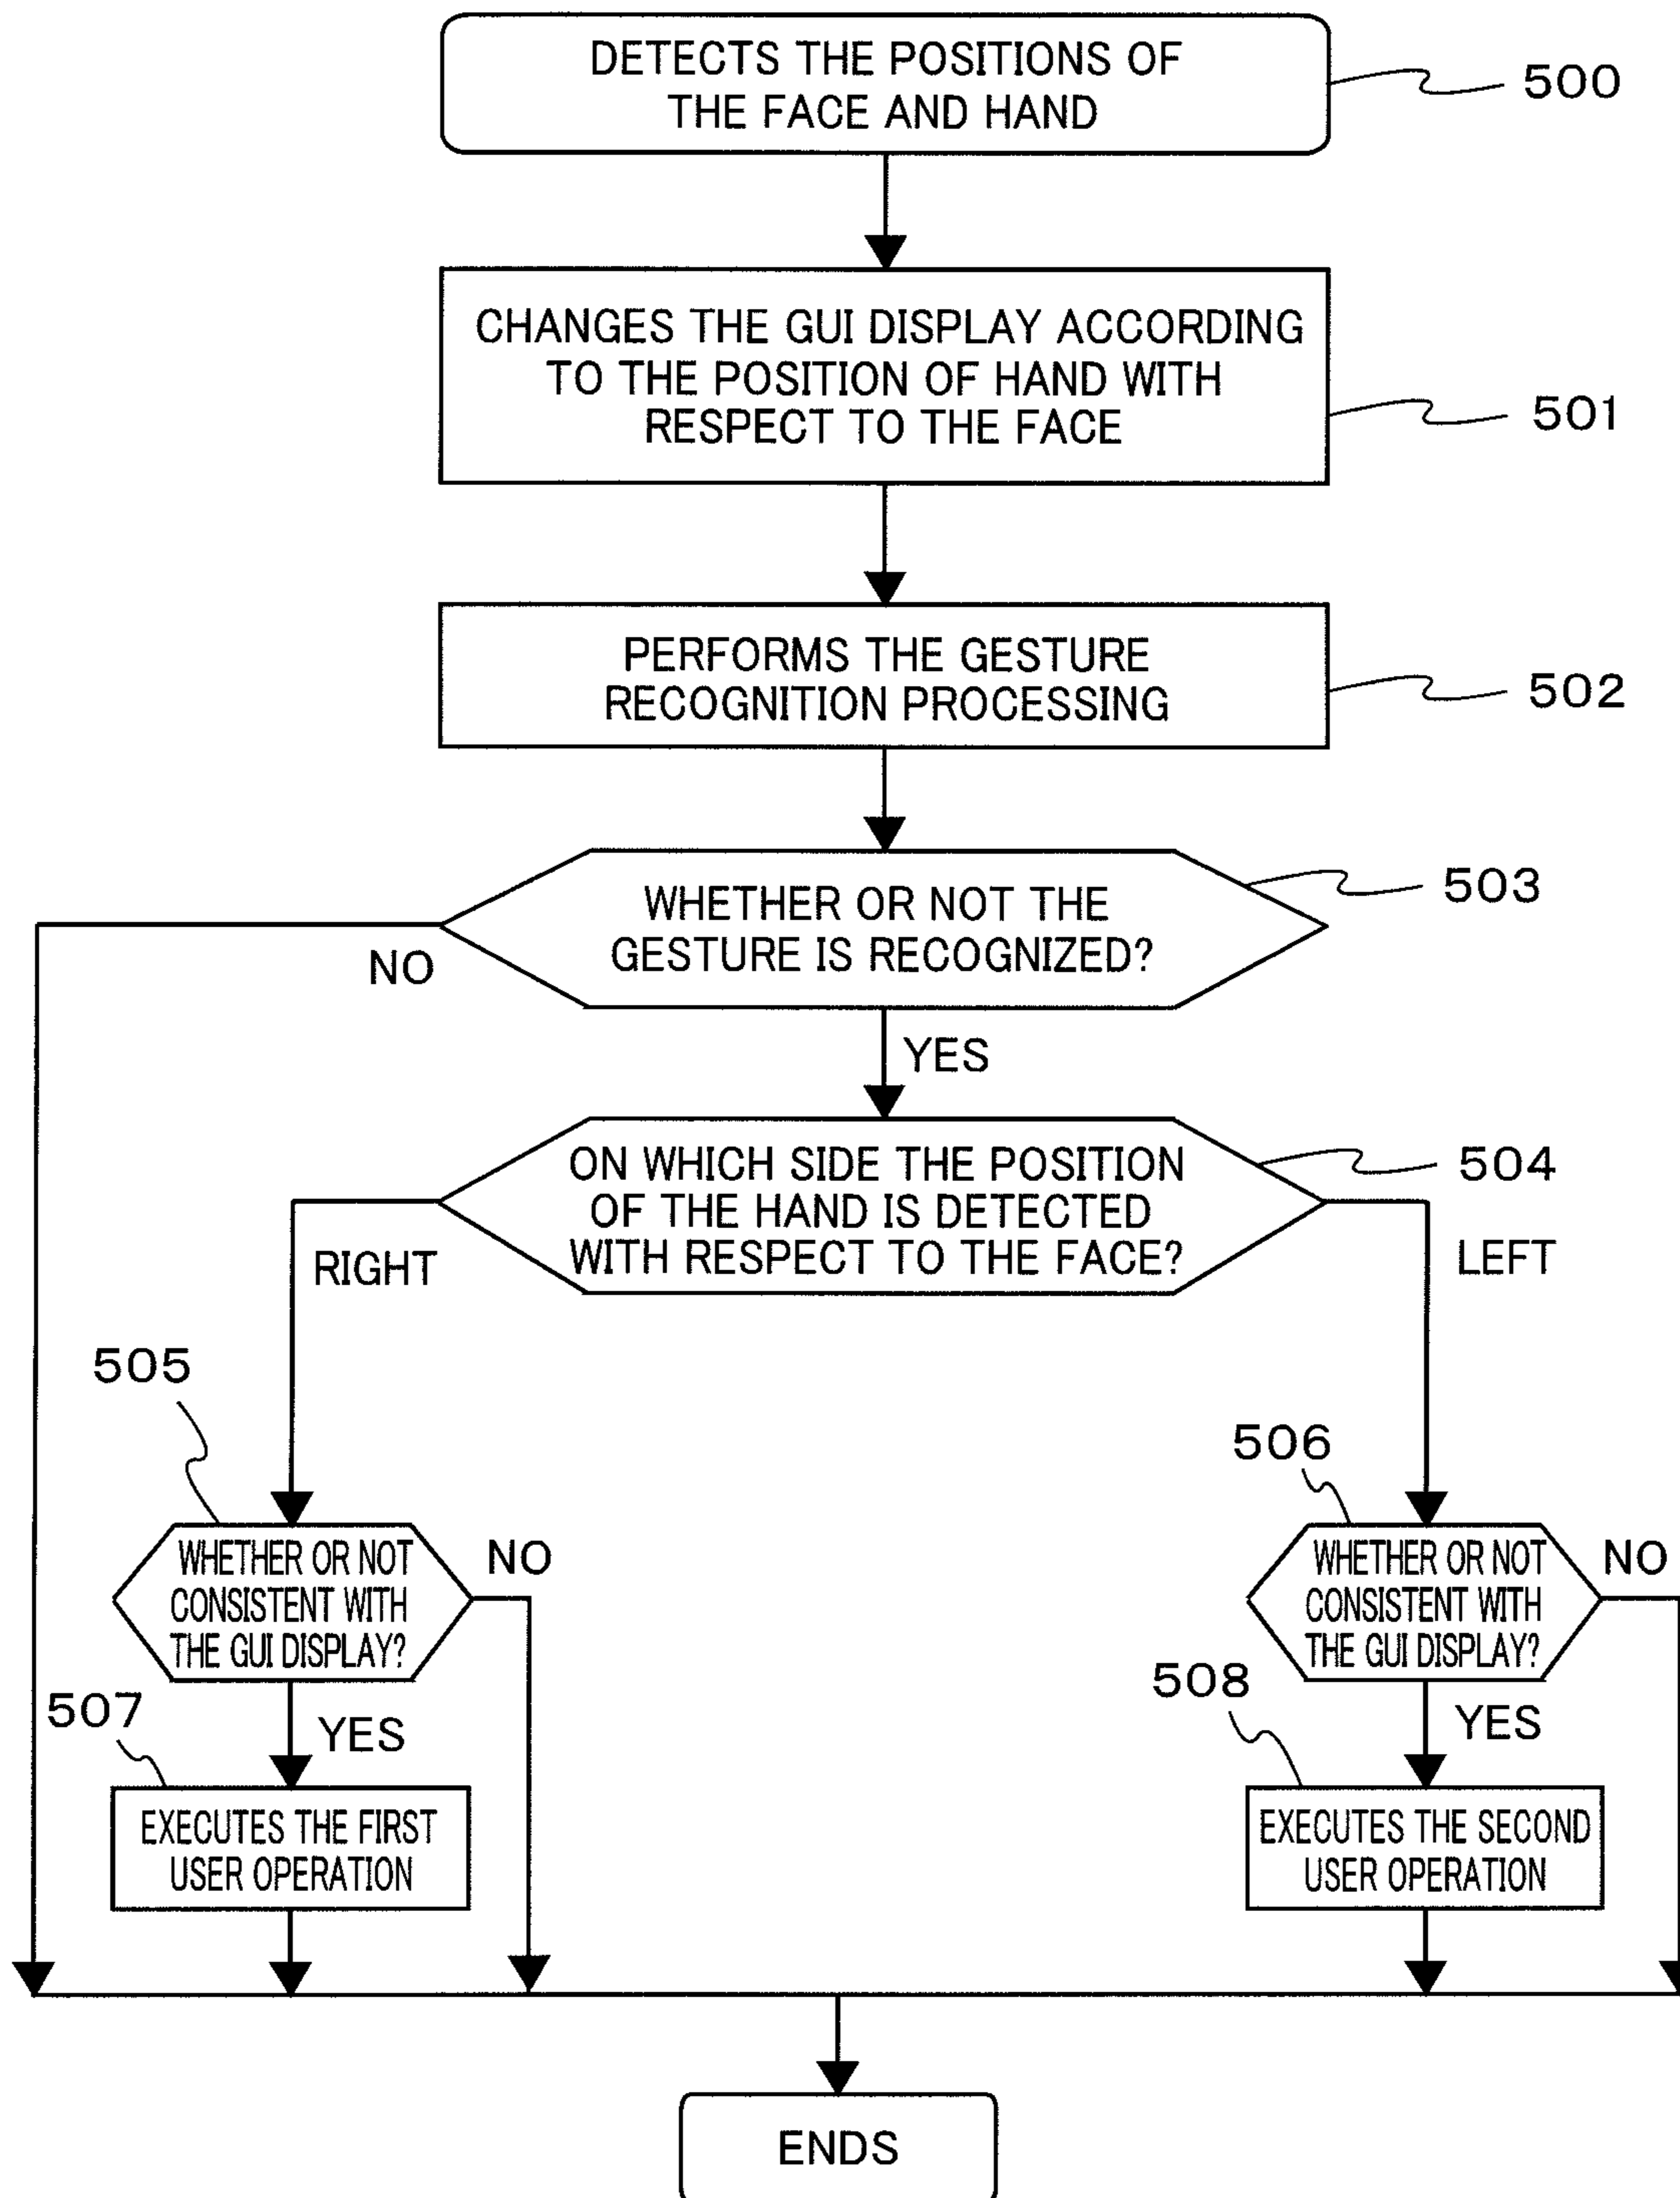 DETECTS THE POSITIONS OF
THE FACE AND HAND
500
CHANGES THE GUI DISPLAY ACCORDING
TO THE POSITION OF HAND WITH
RESPECT TO THE FACE
501
PERFORMS THE GESTURE
RECOGNITION PROCESSING
502
WHETHER OR NOT THE
GESTURE IS RECOGNIZED?
503
NO
YES
ON WHICH SIDE THE POSITION
OF THE HAND IS DETECTED
WITH RESPECT TO THE FACE?
504
RIGHT
LEFT
505
WHETHER OR NOT
CONSISTENT WITH
THE GUI DISPLAY?
NO
506
WHETHER OR NOT
CONSISTENT WITH
THE GUI DISPLAY?
NO
507
YES
EXECUTES THE FIRST
USER OPERATION
508
YES
EXECUTES THE SECOND
USER OPERATION
ENDS